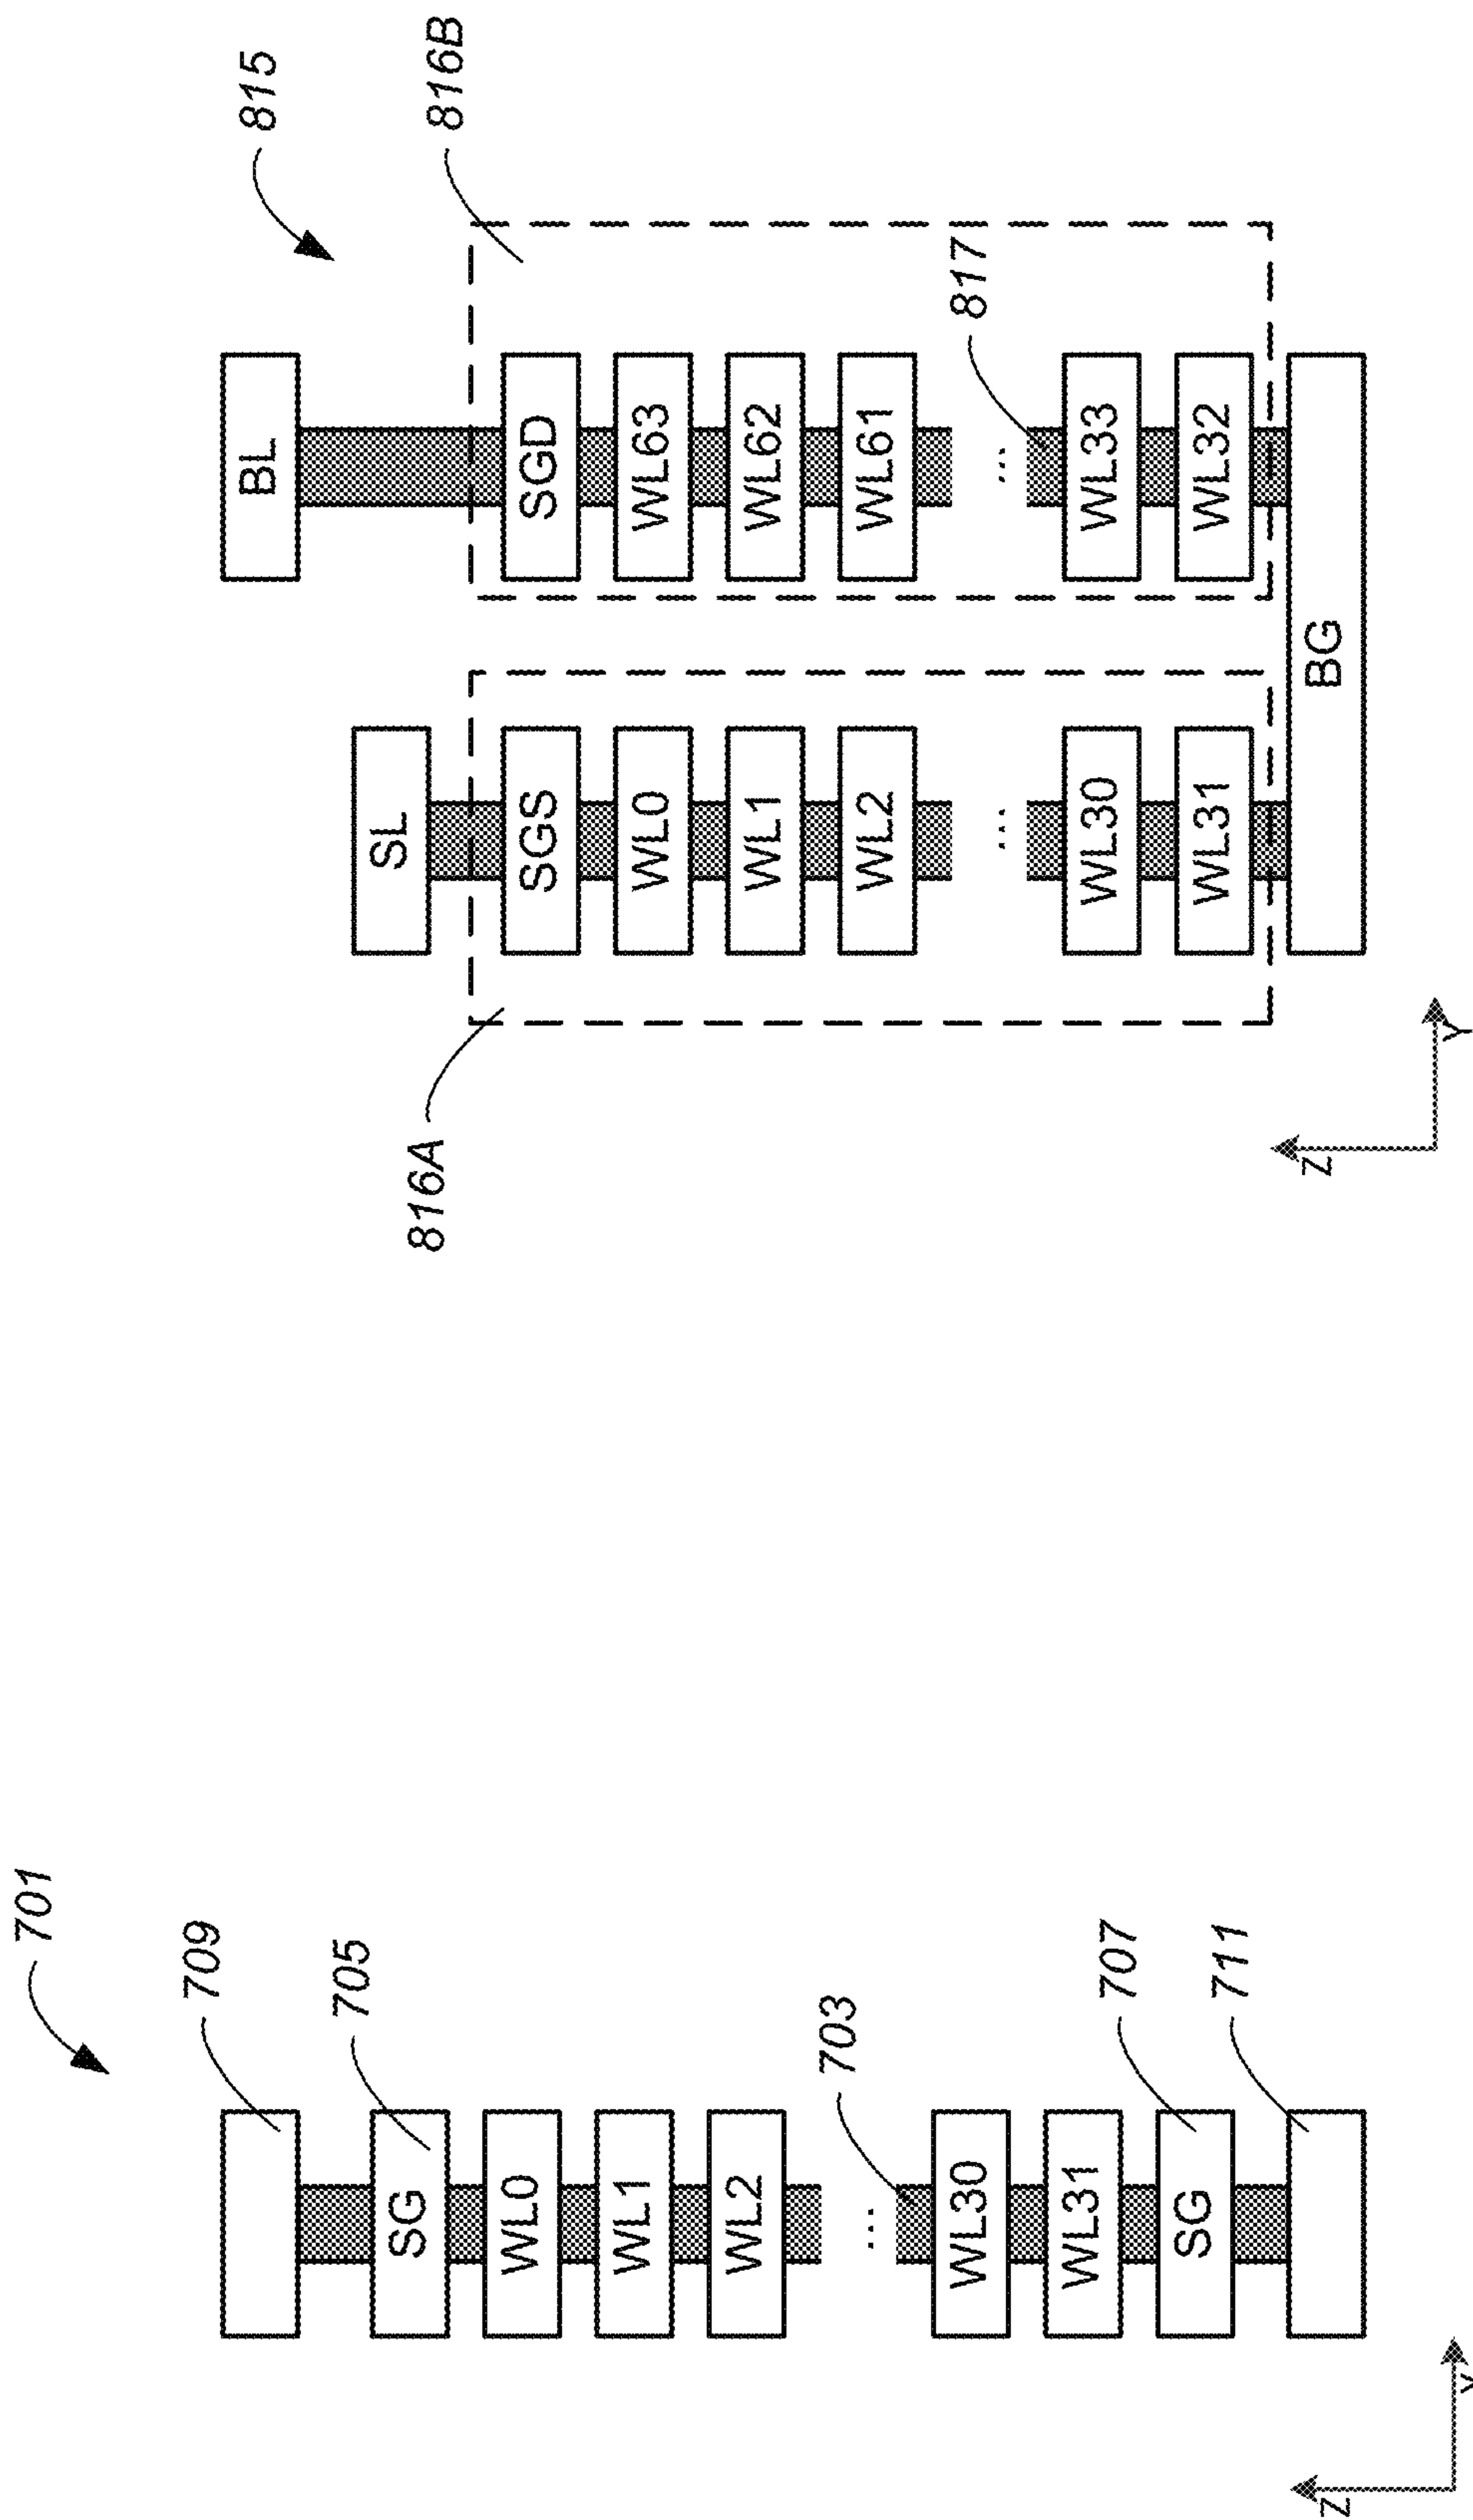 701
709
705
SG
WL0
WL1
WL2
...
703
WL30
WL31
SG
707
711
Z
Y
815
816B
BL
SL
816A
SGS
WL0
WL1
WL2
...
WL30
WL31
SGD
WL63
WL62
WL61
...
817
WL33
WL32
BG
Z
Y